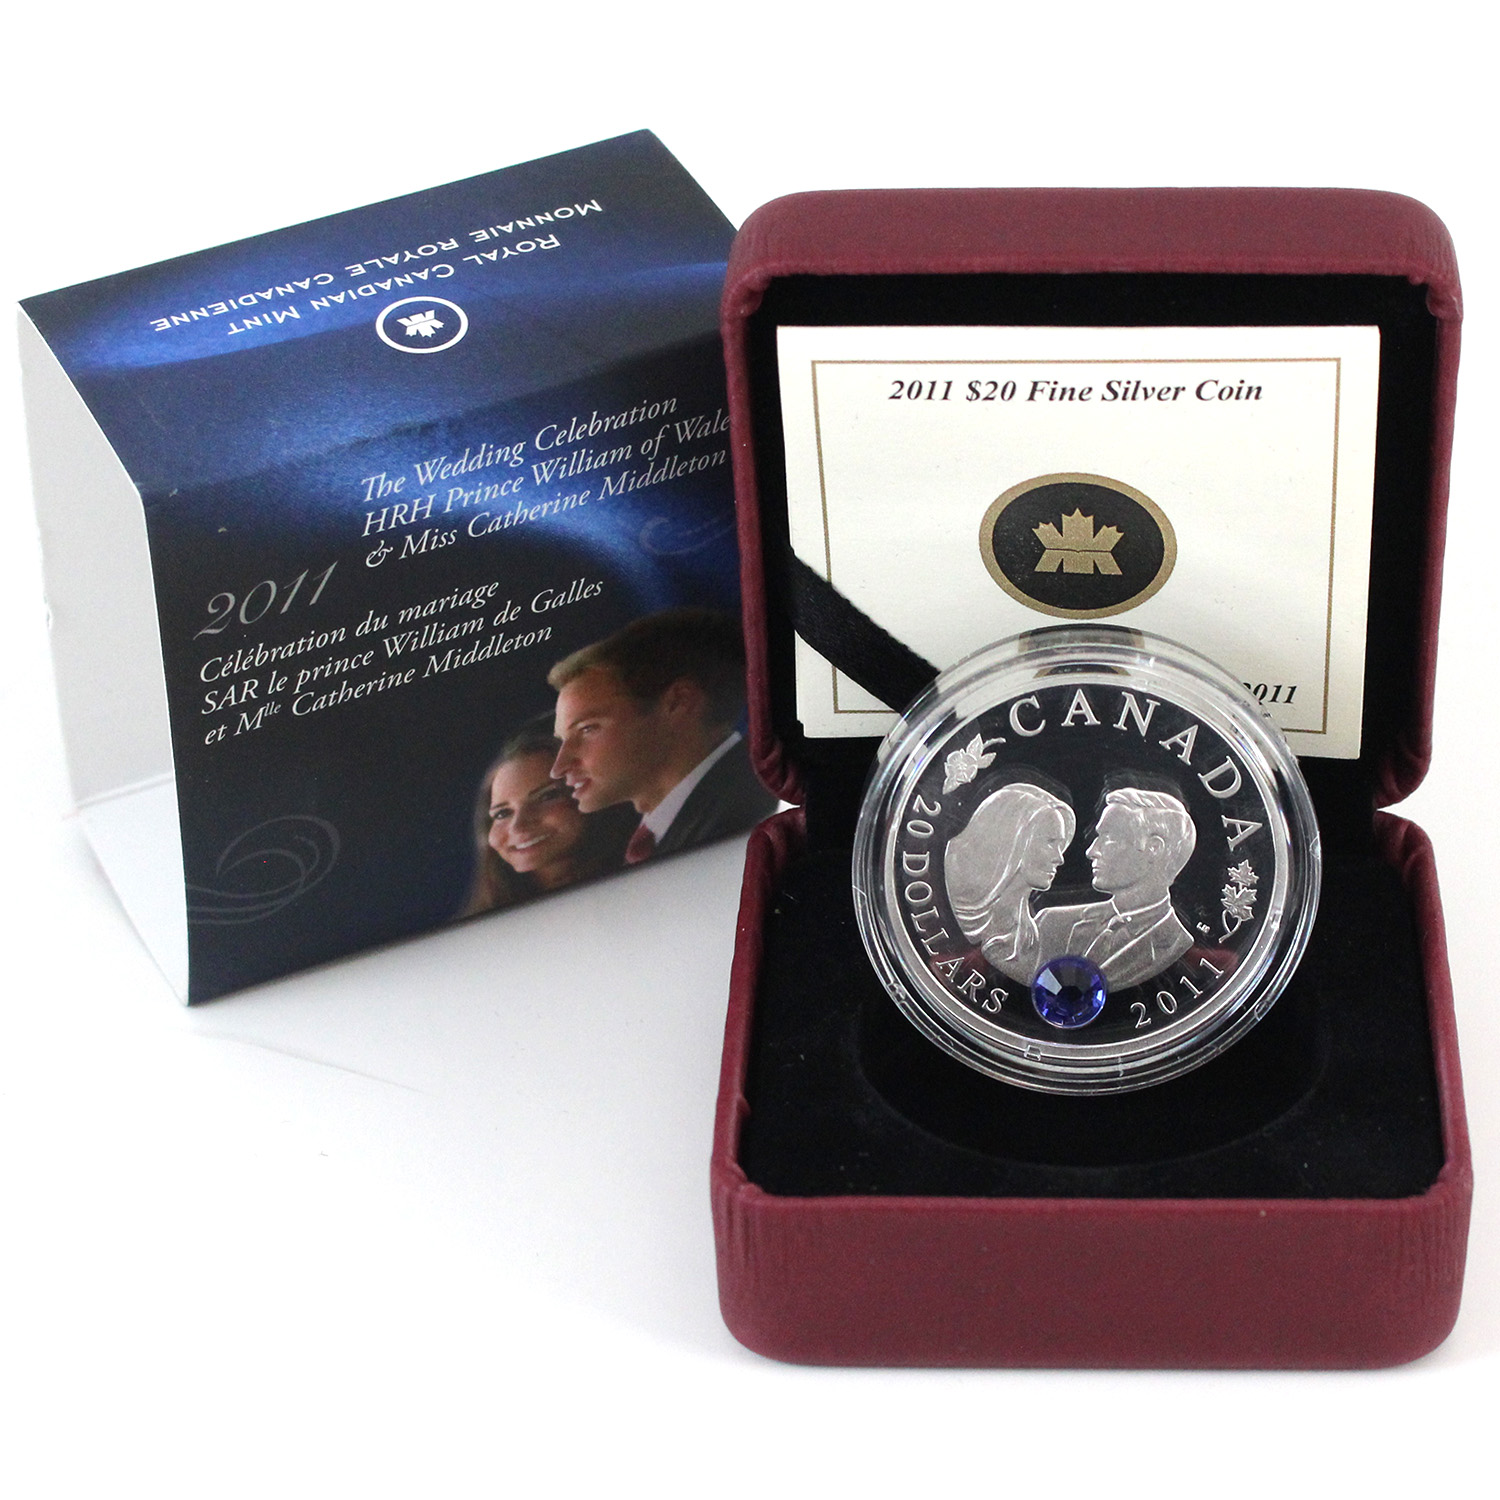 ROYAL CANADIAN MINT
MONNAIE ROYALE CANADIENNE
The Wedding Celebration
HRH Prince William of Wale
& Miss Catherine Middleton
2011
Célébration du mariage
SAR le prince William de Galles
et Mlle Catherine Middleton
2011 $20 Fine Silver Coin
2011
CANADA
20 DOLLARS
2011